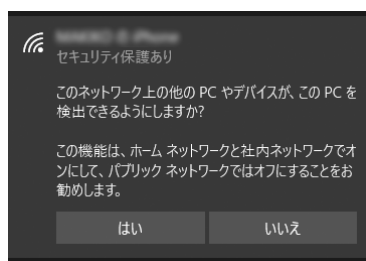 セキュリティ保護あり
このネットワーク上の他の PC やデバイスが、この PC を
検出できるようにしますか?
この機能は、ホーム ネットワークと社内ネットワークでオ
ンにして、パブリック ネットワークではオフにすることをお
勧めします。
はい
いいえ